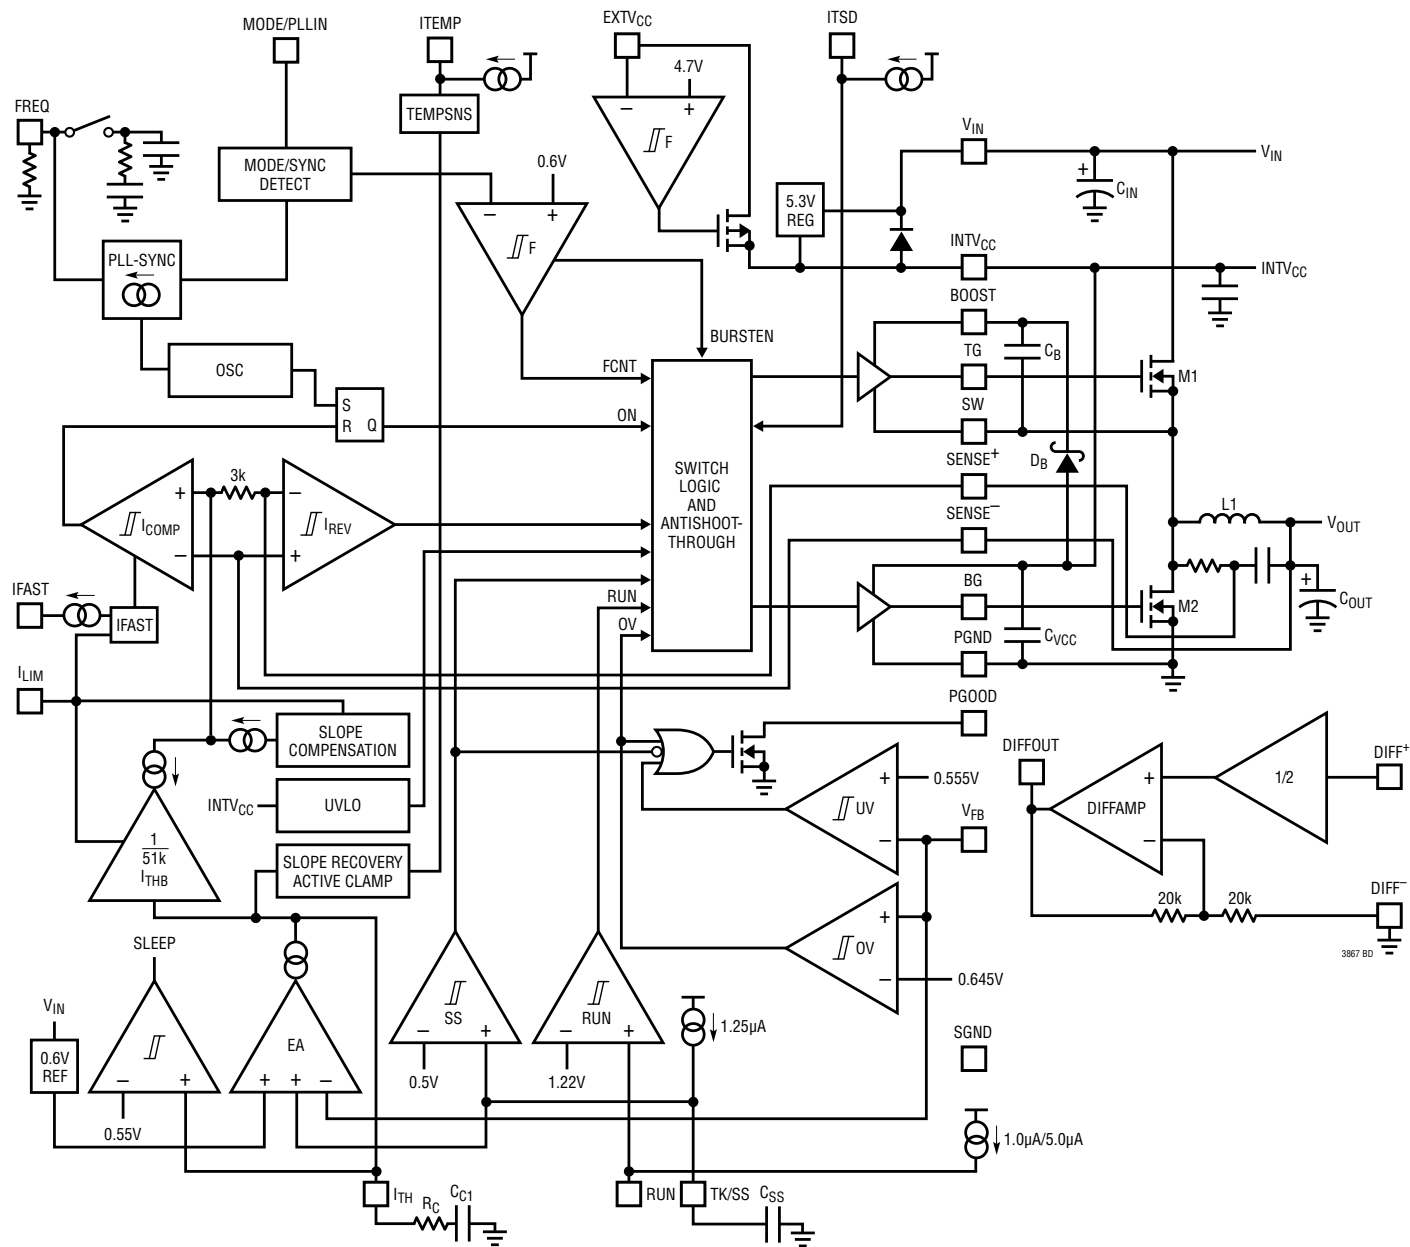 MODE/PLLIN
ITEMP
EXTVCC
ITSD
4.7V
FREQ
TEMPSNS
− +
F
VIN
VIN
MODE/SYNC
DETECT
0.6V
+
CIN
5.3V
REG
− +
F
PLL-SYNC
INTVCC
INTVCC
BOOST
BURSTEN
OSC
FCNT
TG
CB
M1
S
R Q
ON
SW
3k
SENSE+
DB
SWITCH
LOGIC
AND
ANTISHOOT-
THROUGH
+
−
ICOMP
−
+
IREV
SENSE−
L1
VOUT
IFAST
IFAST
RUN
BG
M2
+
COUT
OV
PGND
CVCC
ILIM
PGOOD
SLOPE
COMPENSATION
DIFFOUT
DIFF+
1/2
+
−
DIFFAMP
+
−
UV
0.555V
INTVCC
UVLO
VFB
1
51k
ITHB
SLOPE RECOVERY
ACTIVE CLAMP
20k
20k
DIFF−
+
−
OV
3867 BD
SLEEP
0.645V
VIN
SS
− +
RUN
− +
1.25µA
0.6V
REF
− +
EA
+ + −
SGND
0.5V
1.22V
0.55V
1.0µA/5.0µA
ITH
RC
CC1
RUN
TK/SS
CSS